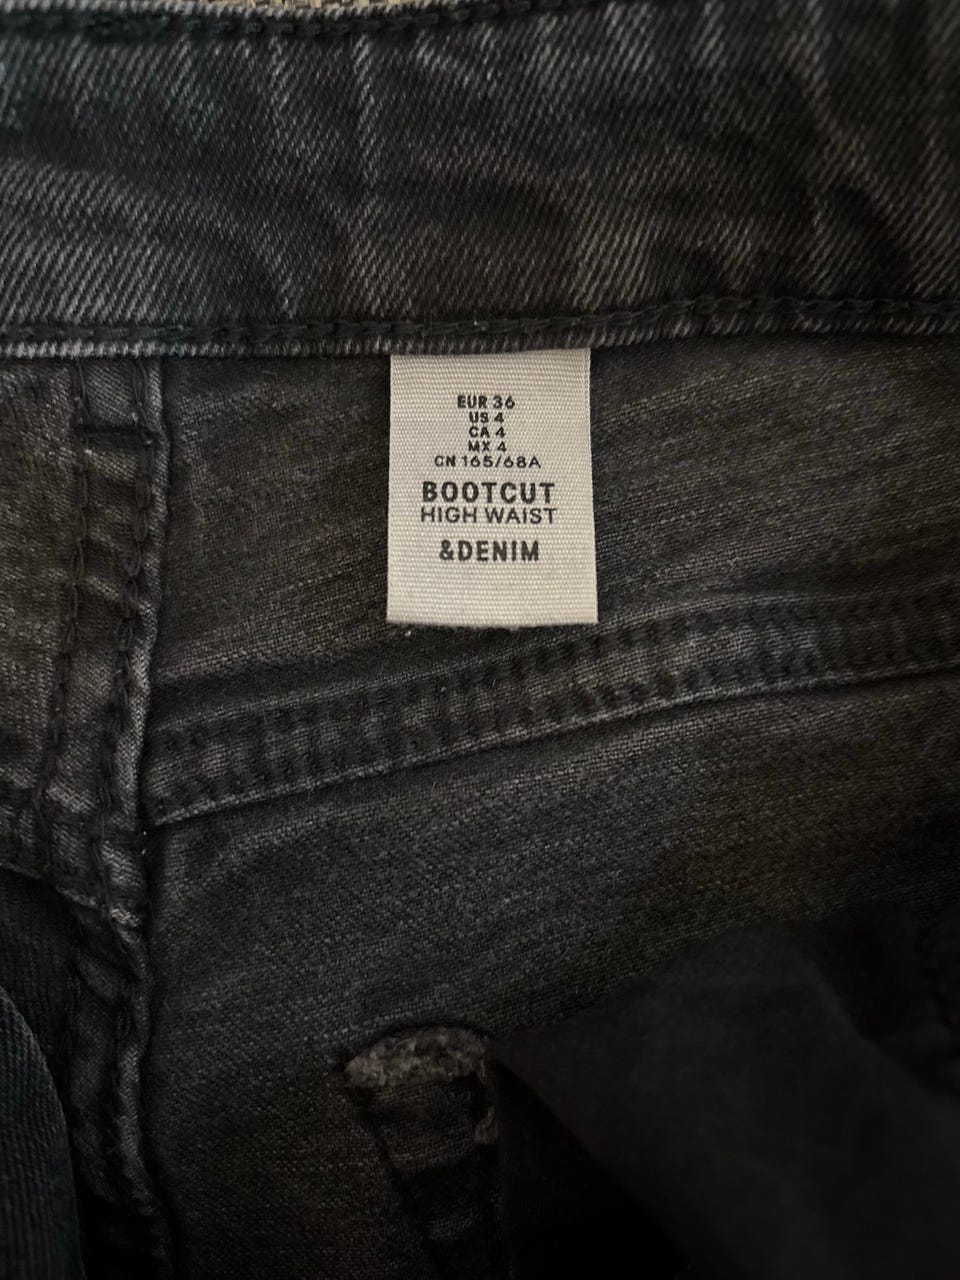 EUR 36
US 4
CA 4
MX 4
CN 165/68A
BOOTCUT
HIGH WAIST
&DENIM